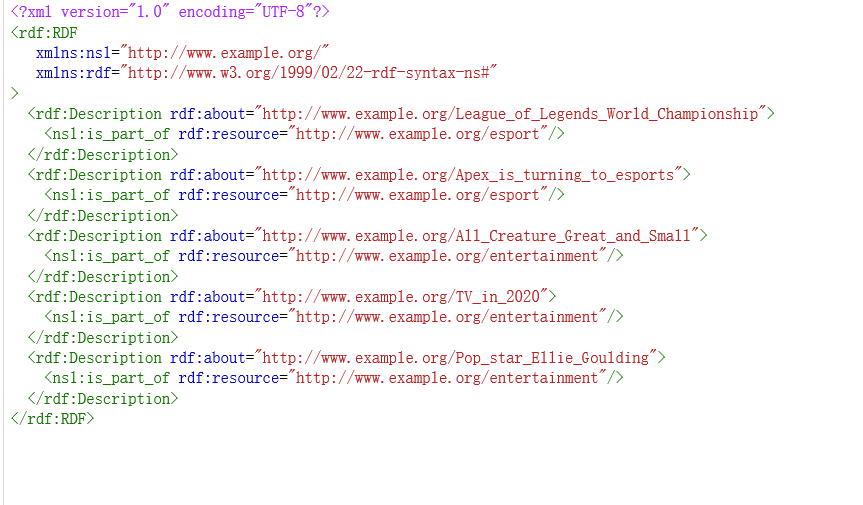 <?xml version="1.0" encoding="UTF-8"?>
<rdf:RDF
xmlns:ns1="http://www.example.org/"
xmlns:rdf="http://www.w3.org/1999/02/22-rdf-syntax-ns#"
>
<rdf:Description rdf:about="http://www.example.org/League_of_Legends_World_Championship">
<ns1:is_part_of rdf:resource="http://www.example.org/esport"/>
</rdf:Description>
<rdf:Description rdf:about="http://www.example.org/Apex_is_turning_to_esports">
<ns1:is_part_of rdf:resource="http://www.example.org/esport"/>
</rdf:Description>
<rdf:Description rdf:about="http://www.example.org/All_Creature_Great_and_Small">
<ns1:is_part_of rdf:resource="http://www.example.org/entertainment"/>
</rdf:Description>
<rdf:Description rdf:about="http://www.example.org/TV_in_2020">
<ns1:is_part_of rdf:resource="http://www.example.org/entertainment"/>
</rdf:Description>
<rdf:Description rdf:about="http://www.example.org/Pop_star_Ellie_Goulding">
<ns1:is_part_of rdf:resource="http://www.example.org/entertainment"/>
</rdf:Description>
</rdf:RDF>